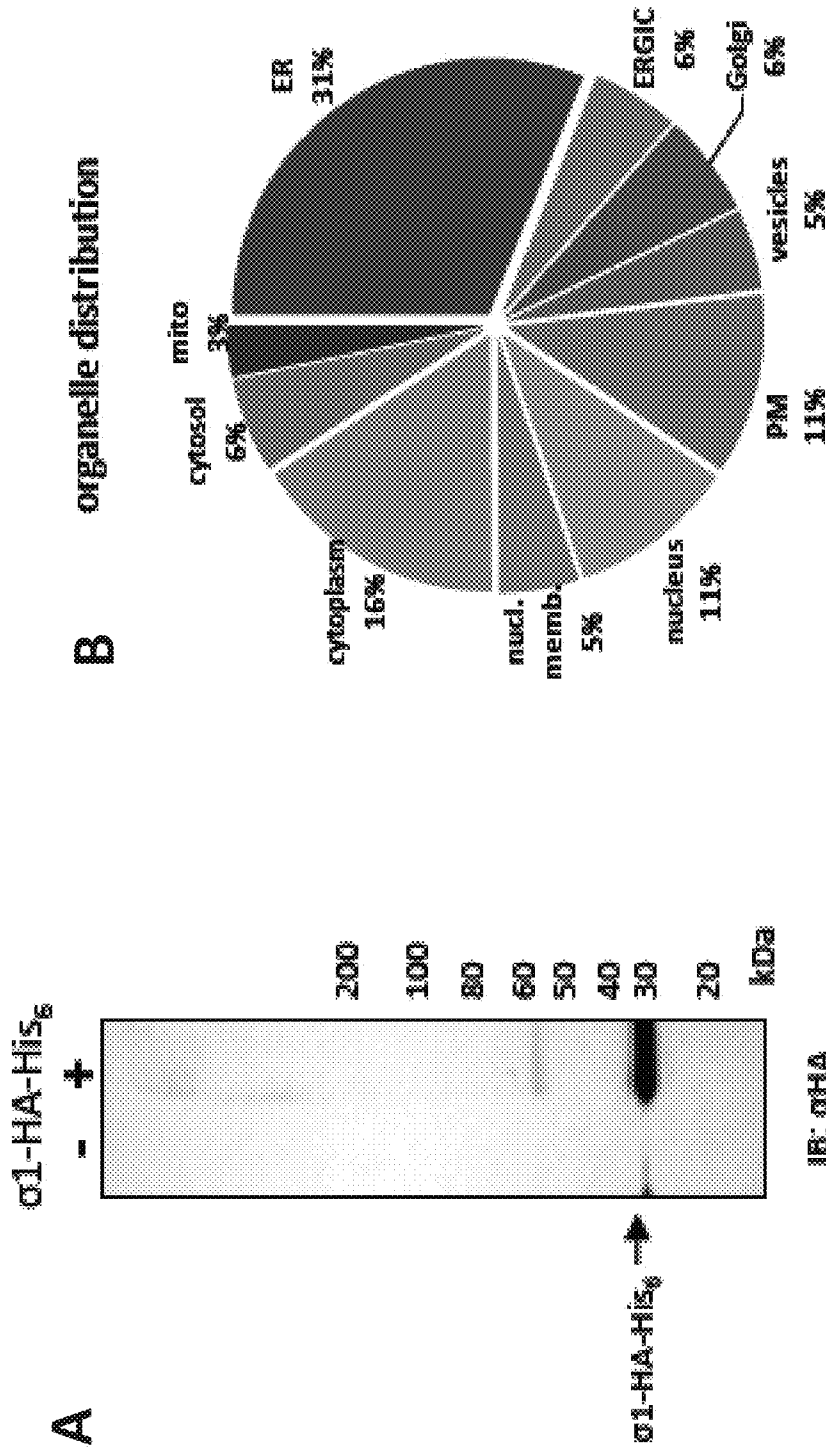 A
σ1-HA-His₆
- +
σ1-HA-His₆
200
100
80
60
50
40
30
20
kDa
IB: αHA
B
organelle distribution
ER
31%
ERGIC
6%
Golgi
6%
vesicles
5%
PM
11%
nucleus
11%
nucl.
memb.
5%
cytoplasm
16%
cytosol
6%
mito
3%